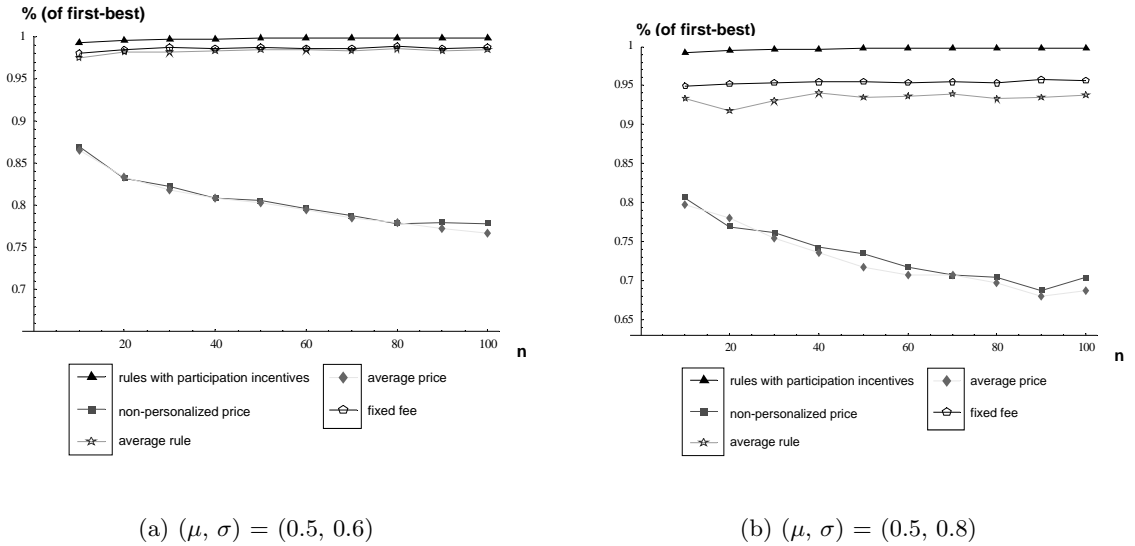 % (of first-best)
1
0.95
0.9
0.85
0.8
0.75
0.7
20
40
60
80
100
n
rules with participation incentives
average price
non-personalized price
fixed fee
average rule
(a) (μ, σ) = (0.5, 0.6)
% (of first-best)
1
0.95
0.9
0.85
0.8
0.75
0.7
0.65
20
40
60
80
100
n
rules with participation incentives
average price
non-personalized price
fixed fee
average rule
(b) (μ, σ) = (0.5, 0.8)